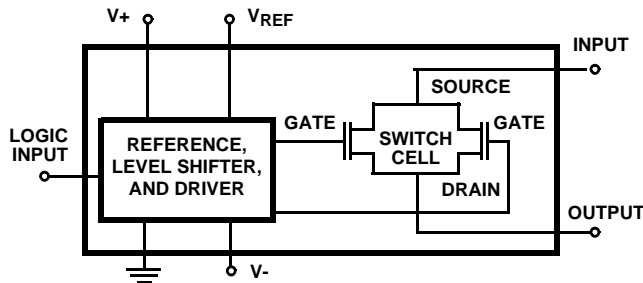 V+
VREF
INPUT
SOURCE
LOGIC
INPUT
REFERENCE,
LEVEL SHIFTER,
AND DRIVER
GATE
SWITCH
CELL
GATE
DRAIN
OUTPUT
V-